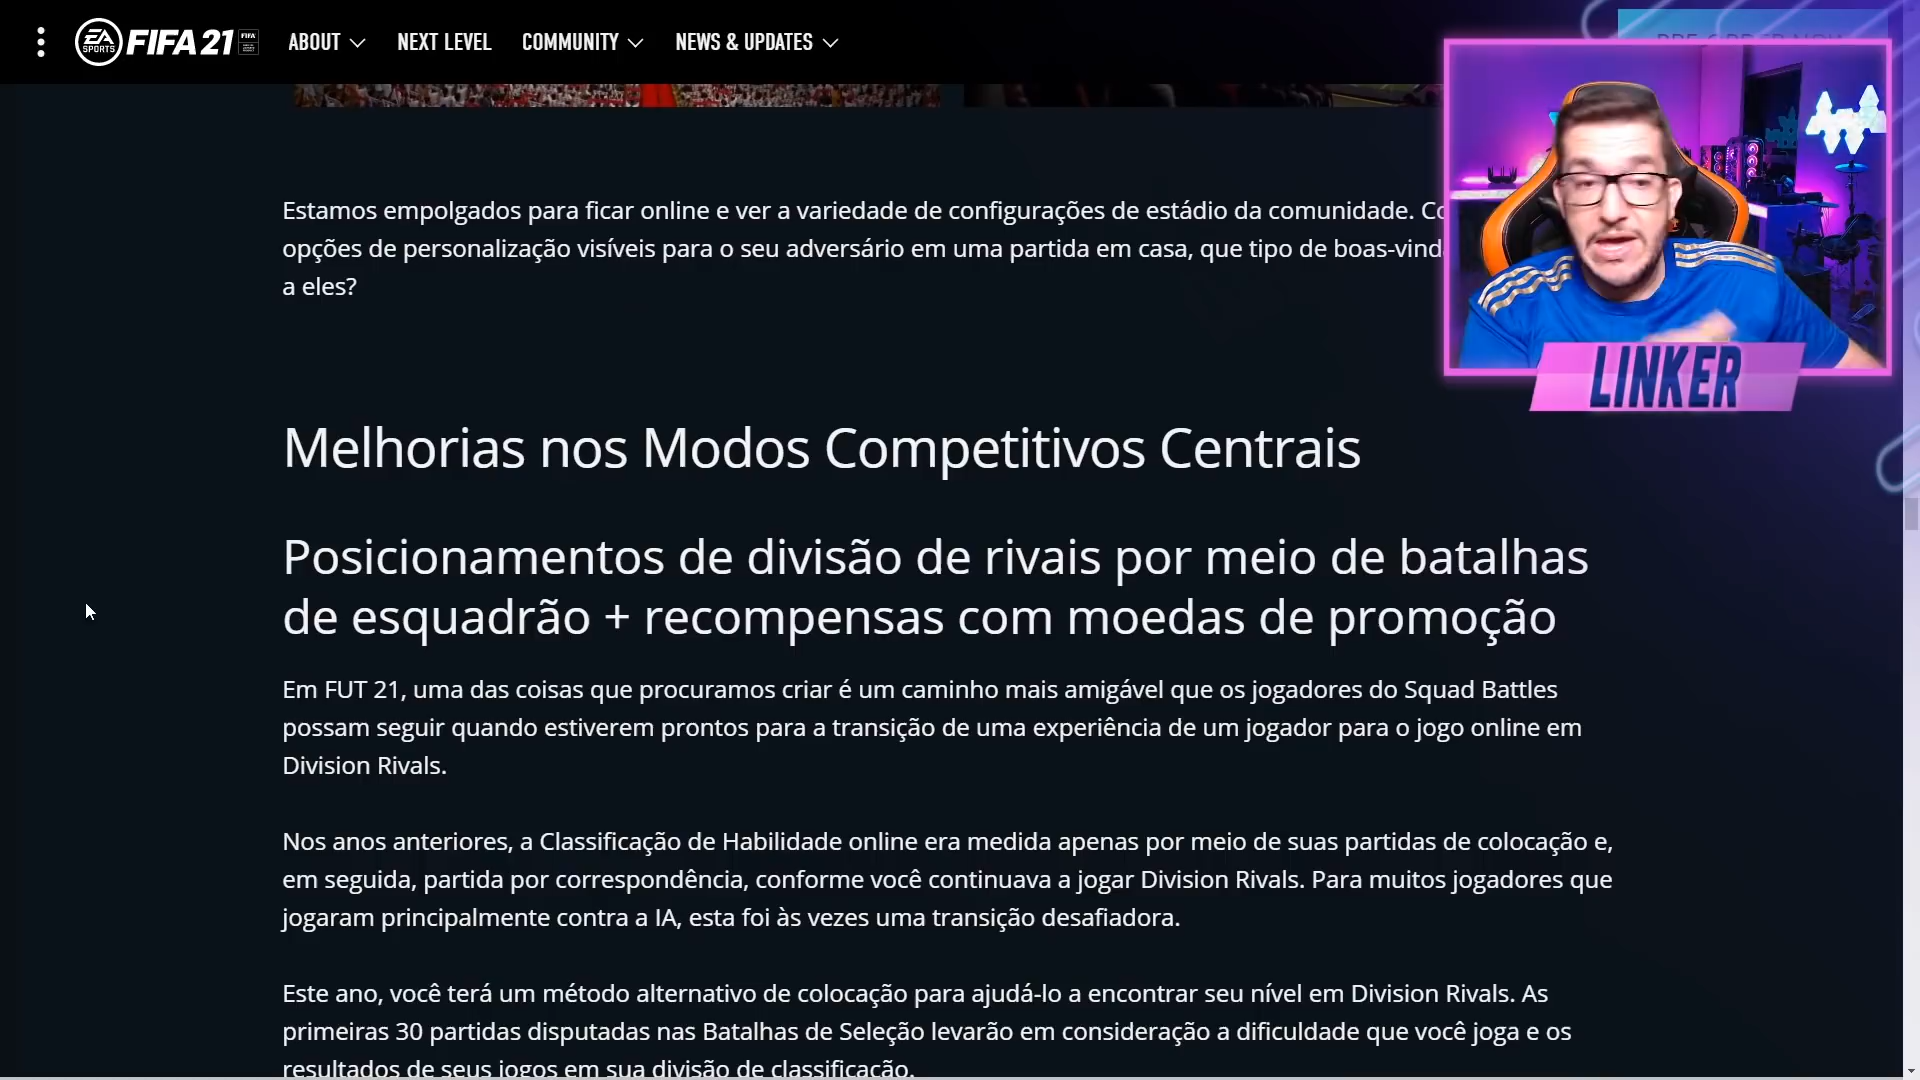 EA SPORTS FIFA 21 FIFA ABOUT NEXT LEVEL COMMUNITY NEWS & UPDATES
Estamos empolgados para ficar online e ver a variedade de configurações de estádio da comunidade.
opções de personalização visíveis para o seu adversário em uma partida em casa, que tipo de
a eles?
LINKER
Melhorias nos Modos Competitivos Centrais
Posicionamentos de divisão de rivais por meio de batalhas
de esquadrão + recompensas com moedas de promoção
Em FUT 21, uma das coisas que procuramos criar é um caminho mais amigável que os jogadores do Squad Battles
possam seguir quando estiverem prontos para a transição de uma experiência de um jogador para o jogo online em
Division Rivals.
Nos anos anteriores, a Classificação de Habilidade online era medida apenas por meio de suas partidas de colocação e,
em seguida, partida por correspondência, conforme você continuava a jogar Division Rivals. Para muitos jogadores que
jogaram principalmente contra a IA, esta foi às vezes uma transição desafiadora.
Este ano, você terá um método alternativo de colocação para ajudá-lo a encontrar seu nível em Division Rivals. As
primeiras 30 partidas disputadas nas Batalhas de Seleção levarão em consideração a dificuldade que você joga e os
resultados de seus jogos em sua divisão de classificação.